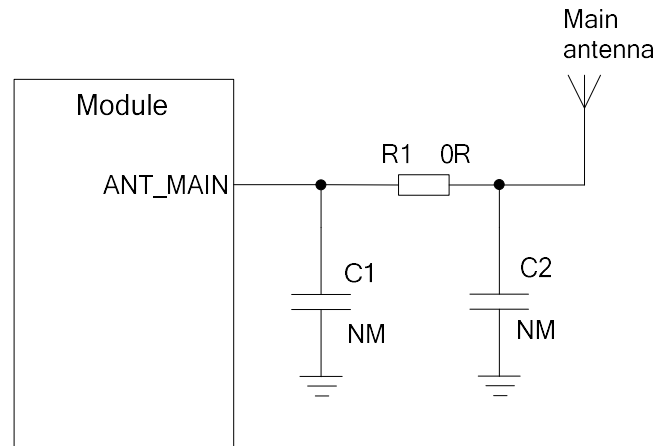 Main
antenna
Module
R1 0R
ANT_MAIN
C1
NM
C2
NM